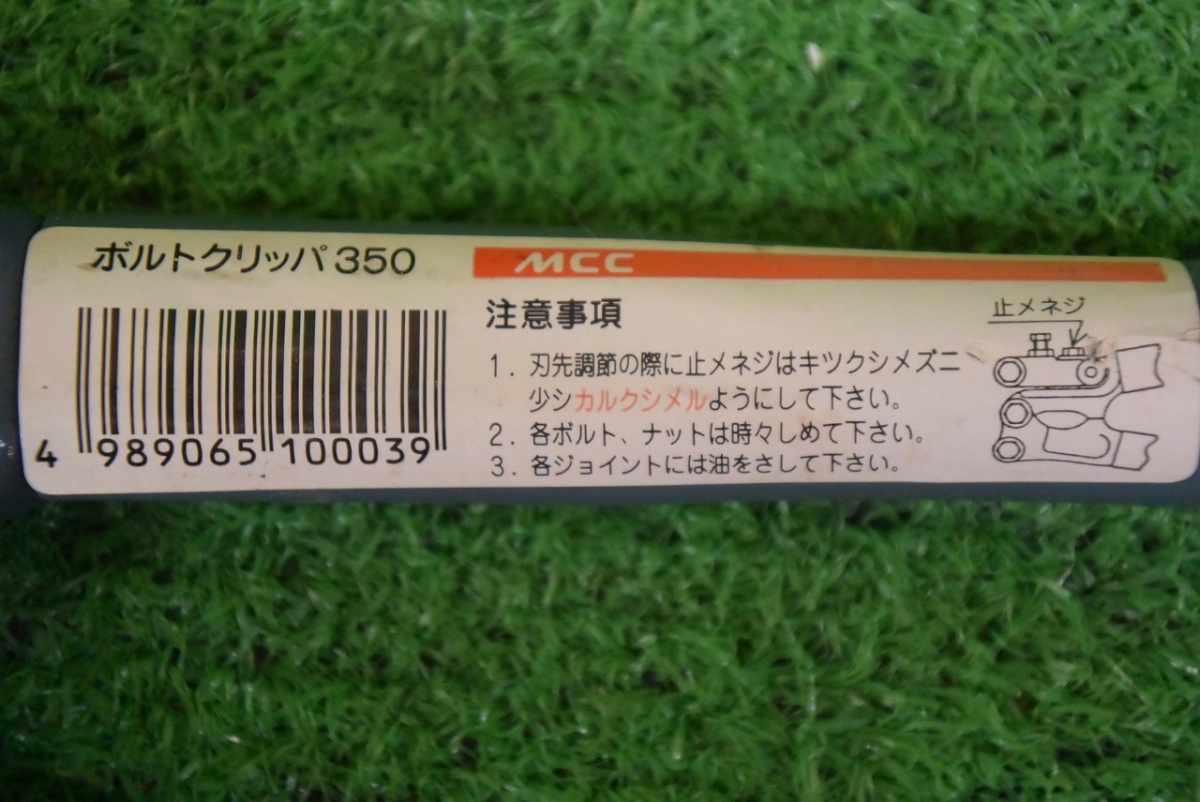 ボルトクリッパ350
4 989065 100039
MCC
注意事項
1. 刃先調節の際に止メネジはキツクシメズニ
少シカルクシメルようにして下さい。
2. 各ボルト、ナットは時々しめて下さい。
3. 各ジョイントには油をさして下さい。
止メネジ